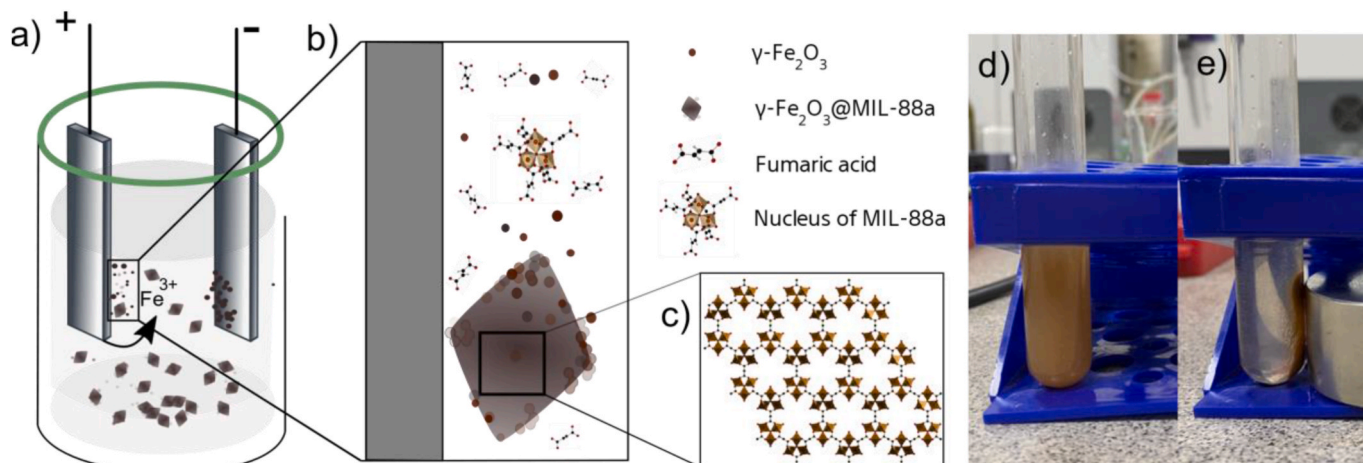 a)
+
-
Fe3+
b)
γ-Fe2O3
γ-Fe2O3@MIL-88a
Fumaric acid
Nucleus of MIL-88a
c)
d)
e)